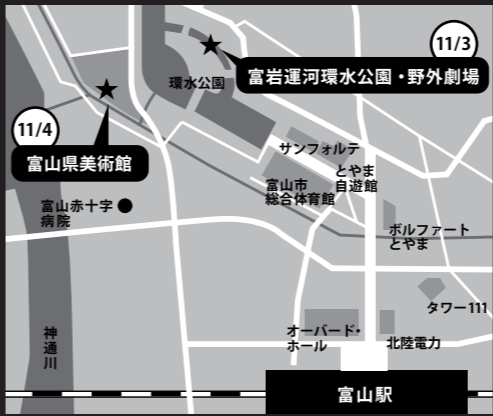 11/3
富岩運河環水公園・野外劇場
環水公園
11/4
富山県美術館
サンフォルテ
とやま
自遊館
富山市
総合体育館
富山赤十字
病院
ボルファート
とやま
タワー111
オーバード・
ホール
北陸電力
神通川
富山駅